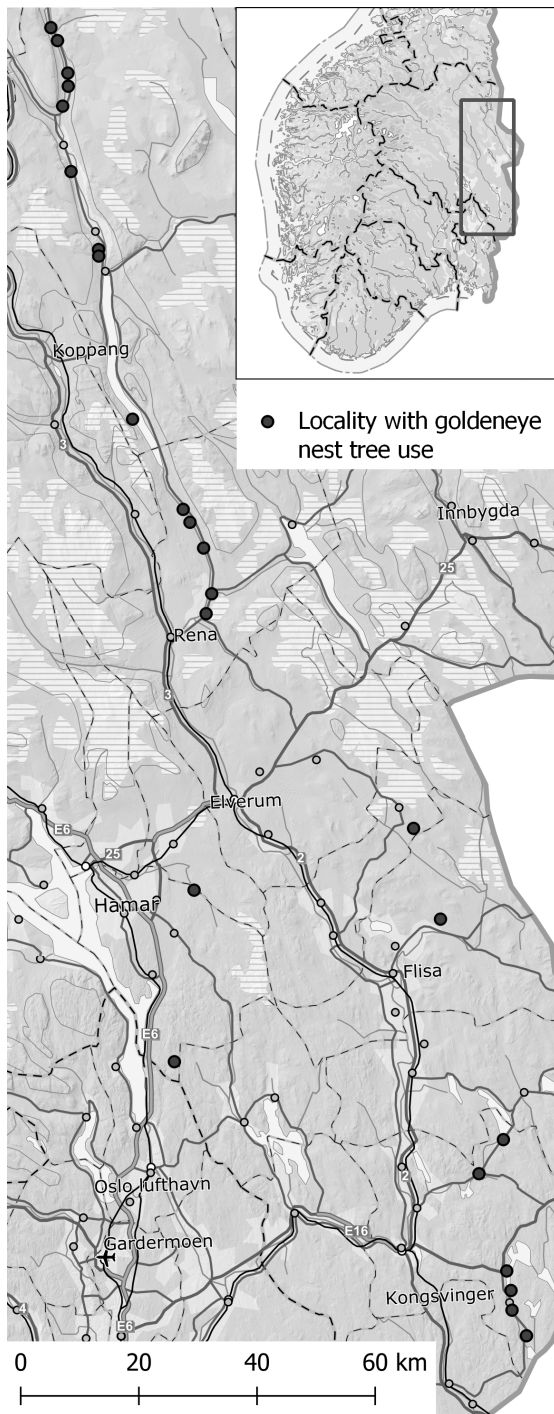 Koppang
3
Locality with goldeneye
nest tree use
Innbygda
25
Rena
3
Elverum
E6
25
2
Hamar
Flisa
E6
2
Oslo lufthavn
E16
Gardermoen
Kongsvinger
4
E6
0 20 40 60 km